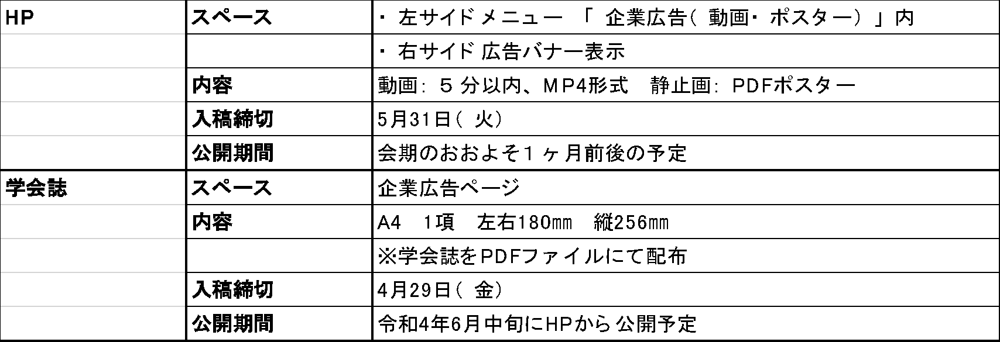 HP スペース ・左サイドメニュー 「企業広告(動画・ポスター)」内
・右サイド広告バナー表示
内容 動画:5分以内、MP4形式 静止画:PDFポスター
入稿締切 5月31日(火)
公開期間 会期のおおよそ1ヶ月前後の予定
学会誌 スペース 企業広告ページ
内容 A4 1項 左右180㎜ 縦256㎜
※学会誌をPDFファイルにて配布
入稿締切 4月29日(金)
公開期間 令和4年6月中旬にHPから公開予定